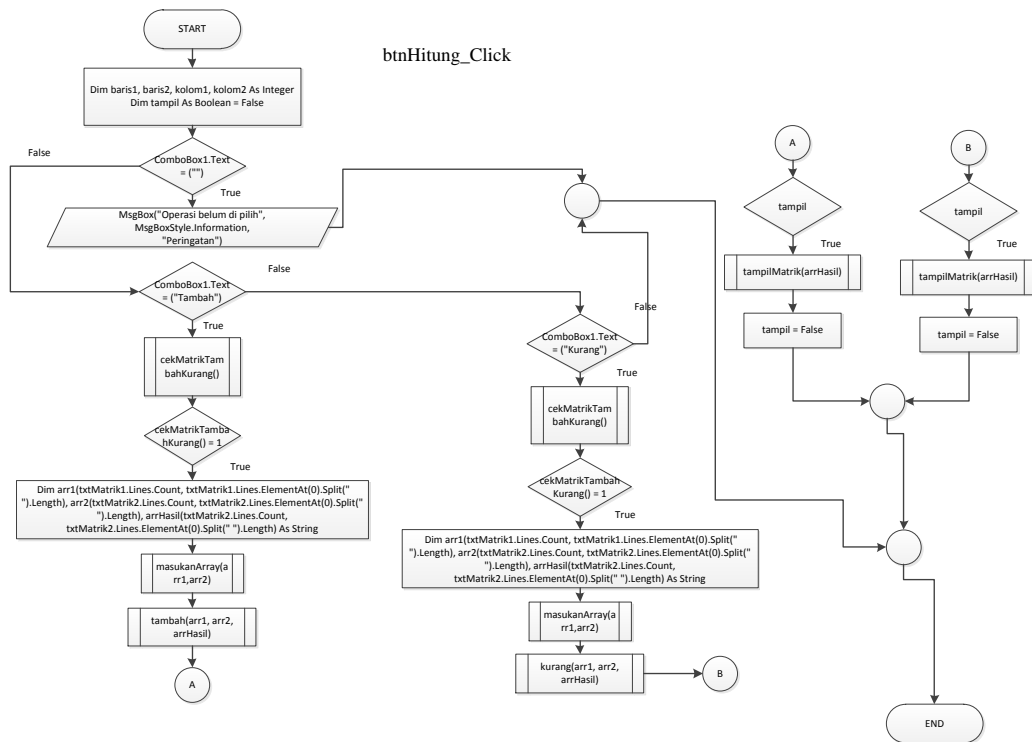 START
btnHitung_Click
Dim baris1, baris2, kolom1, kolom2 As Integer
Dim tampil As Boolean = False
False
ComboBox1.Text
= ("")
True
MsgBox("Operasi belum di pilih",
MsgBoxStyle.Information,
"Peringatan")
False
ComboBox1.Text
= ("Tambah")
True
cekMatrikTam
bahKurang()
cekMatrikTamba
hKurang() = 1
True
Dim arr1(txtMatrik1.Lines.Count, txtMatrik1.Lines.ElementAt(0).Split("
").Length), arr2(txtMatrik2.Lines.Count, txtMatrik2.Lines.ElementAt(0).Split("
").Length), arrHasil(txtMatrik2.Lines.Count,
txtMatrik2.Lines.ElementAt(0).Split(" ").Length) As String
masukanArray(a
rr1,arr2)
tambah(arr1, arr2,
arrHasil)
A
False
ComboBox1.Text
= ("Kurang")
True
cekMatrikTam
bahKurang()
cekMatrikTambah
Kurang() = 1
True
Dim arr1(txtMatrik1.Lines.Count, txtMatrik1.Lines.ElementAt(0).Split("
").Length), arr2(txtMatrik2.Lines.Count, txtMatrik2.Lines.ElementAt(0).Split("
").Length), arrHasil(txtMatrik2.Lines.Count,
txtMatrik2.Lines.ElementAt(0).Split(" ").Length) As String
masukanArray(a
rr1,arr2)
kurang(arr1, arr2,
arrHasil)
B
A
tampil
True
tampilMatrik(arrHasil)
tampil = False
B
tampil
True
tampilMatrik(arrHasil)
tampil = False
END